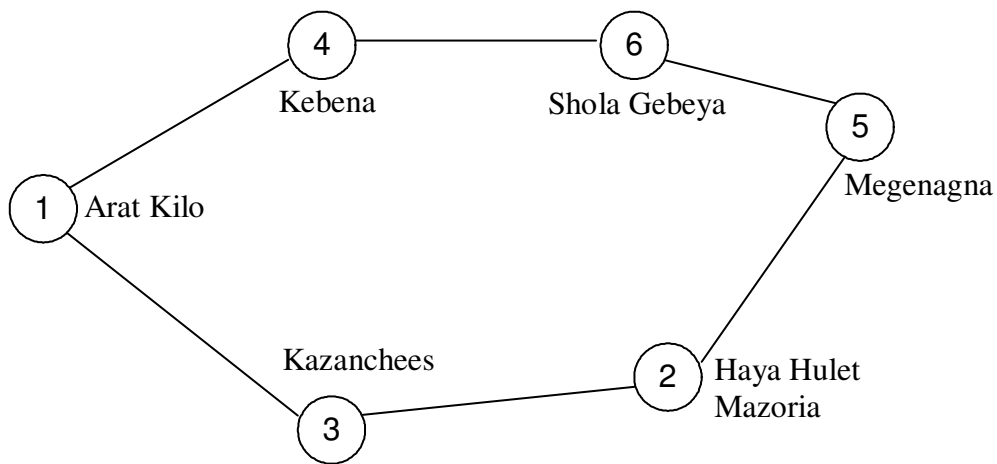 4
6
Kebena
Shola Gebeya
5
Megenagna
1
Arat Kilo
Kazanchees
2
Haya Hulet
Mazoria
3